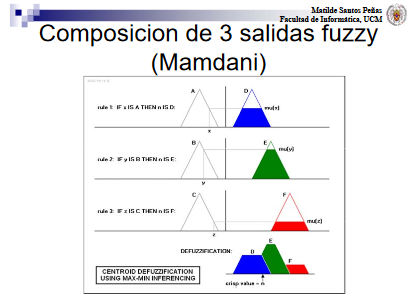 Matilde Santos Peñas
Facultad de Informática, UCM
Composicion de 3 salidas fuzzy
(Mamdani)
A
D
rule 1: IF x IS A THEN n IS D:
mu(x)
x
B
E
mu(y)
rule 2: IF y IS B THEN n IS E:
y
C
F
rule 3: IF z IS C THEN n IS F:
mu(z)
z
DEFUZZIFICATION:
D
E
F
CENTROID DEFUZZIFICATION
USING MAX-MIN INFERENCING
crisp value = n